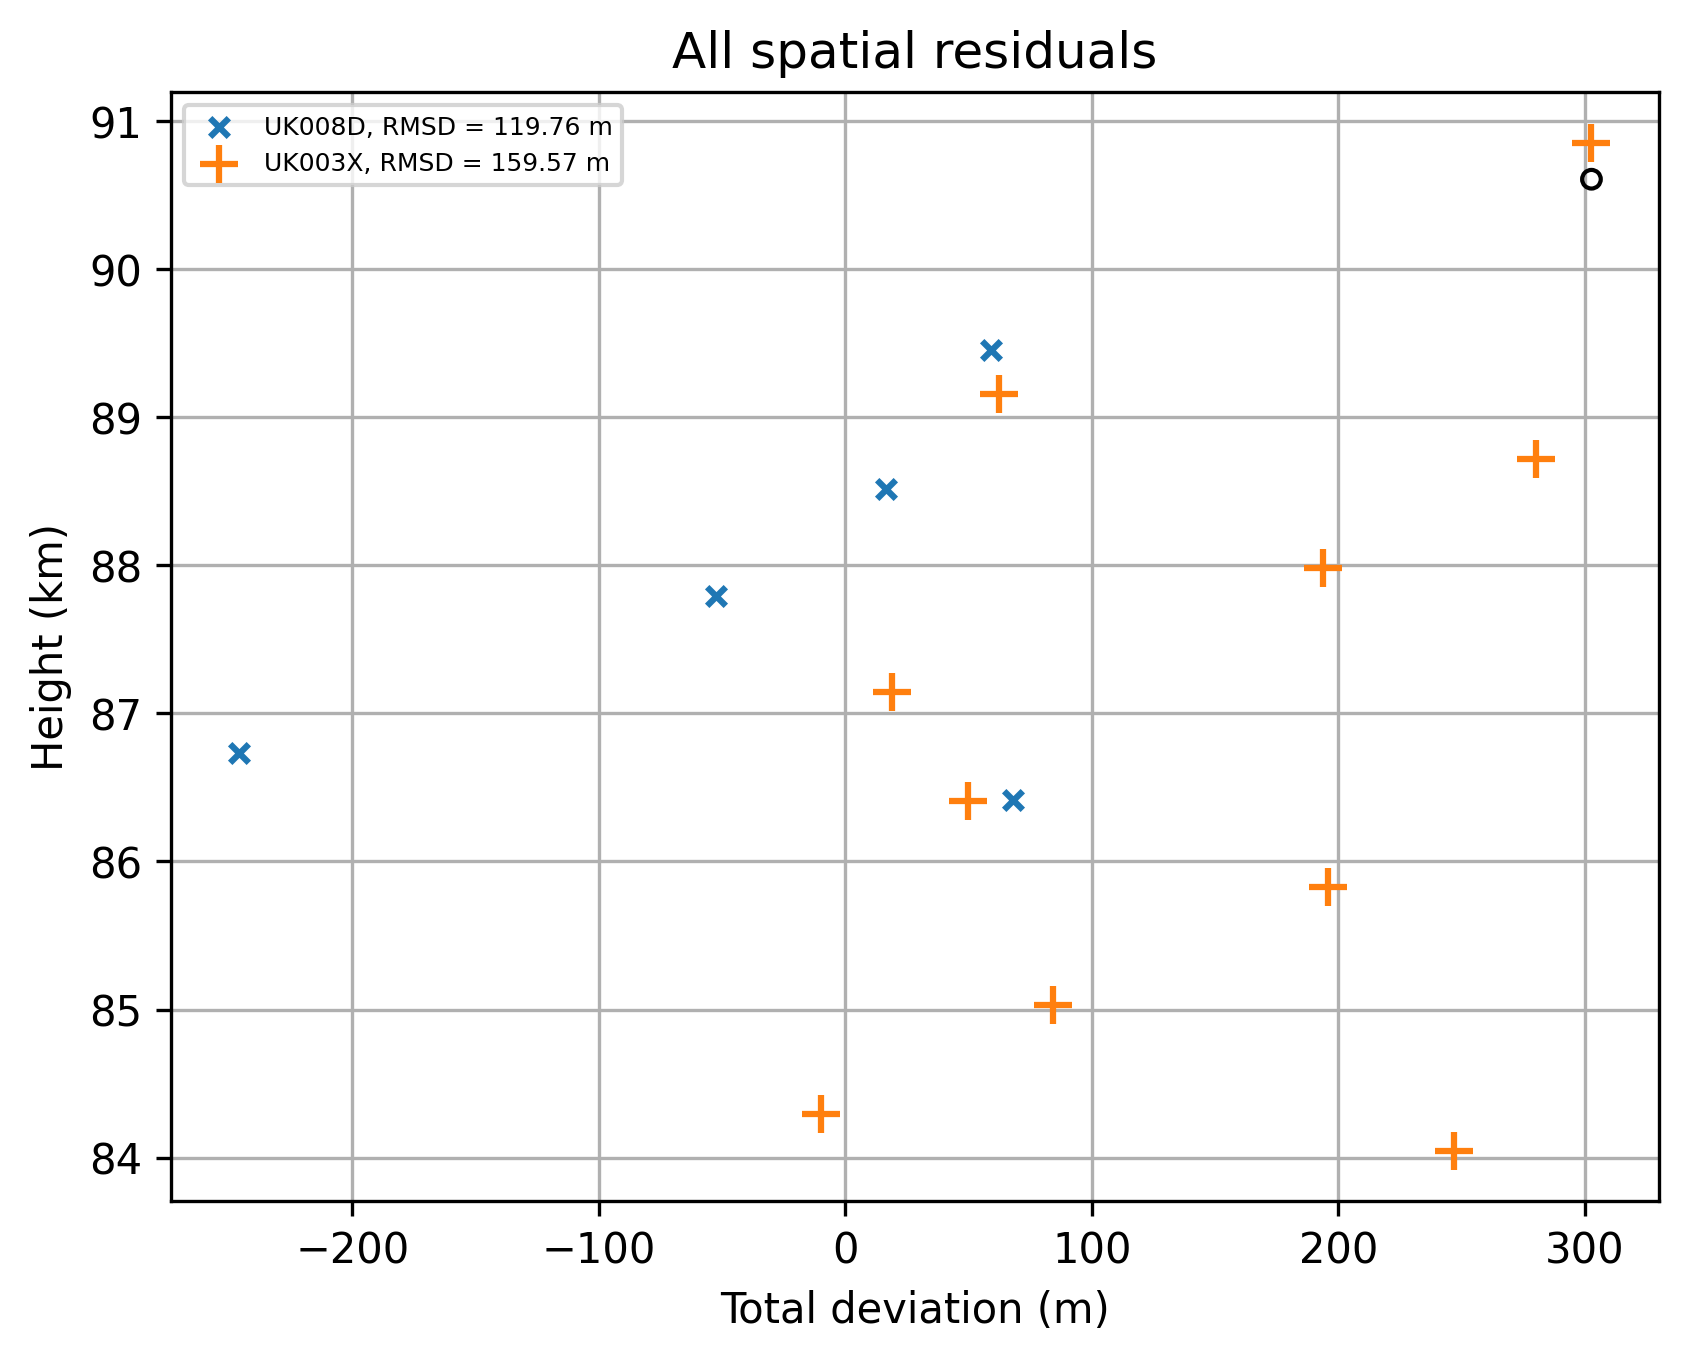 All spatial residuals
UK008D, RMSD = 119.76 m
UK003X, RMSD = 159.57 m
Height (km)
91
90
89
88
87
86
85
84
−200 −100 0 100 200 300
Total deviation (m)